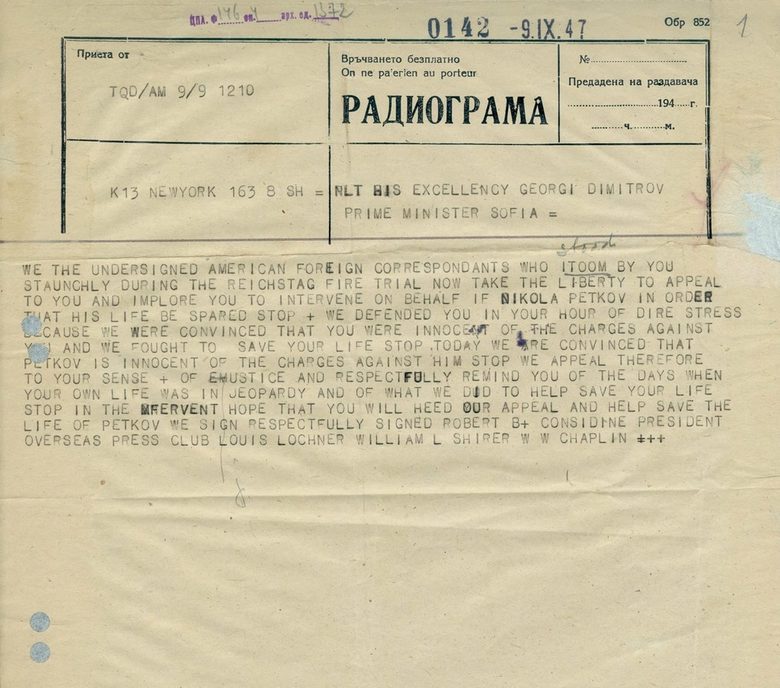 ЦПА. Ф 146 оп. 4 арх. ед. 1372
0142 -9.IX.47
Обр 852
1
Приета от
TQD/AM 9/9 1210
Връчването безплатно
On ne pa'erien au porteur
РАДИОГРАМА
№
Предадена на раздавача
194 г.
ч. м.
K13 NEWYORK 163 8 SH = NLT HIS EXCELLENCY GEORGI DIMITROV
PRIME MINISTER SOFIA =
stood
WE THE UNDERSIGNED AMERICAN FOREIGN CORRESPONDANTS WHO ITOOM BY YOU
STAUNCHLY DURING THE REICHSTAG FIRE TRIAL NOW TAKE THE LIBERTY TO APPEAL
TO YOU AND IMPLORE YOU TO INTERVENE ON BEHALF IF NIKOLA PETKOV IN ORDER
THAT HIS LIFE BE SPARED STOP + WE DEFENDED YOU IN YOUR HOUR OF DIRE STRESS
BECAUSE WE WERE CONVINCED THAT YOU WERE INNOCENT OF THE CHARGES AGAINST
YOU AND WE FOUGHT TO SAVE YOUR LIFE STOP TODAY WE ARE CONVINCED THAT
PETKOV IS INNOCENT OF THE CHARGES AGAINST HIM STOP WE APPEAL THEREFORE
TO YOUR SENSE + OF USTICE AND RESPECTFULLY REMIND YOU OF THE DAYS WHEN
YOUR OWN LIFE WAS IN JEOPARDY AND OF WHAT WE DID TO HELP SAVE YOUR LIFE
STOP IN THE FERVENT HOPE THAT YOU WILL HEED OUR APPEAL AND HELP SAVE THE
LIFE OF PETKOV WE SIGN RESPECTFULLY SIGNED ROBERT B+ CONSIDINE PRESIDENT
OVERSEAS PRESS CLUB LOUIS LOCHNER WILLIAM L SHIRER W W CHAPLIN +++